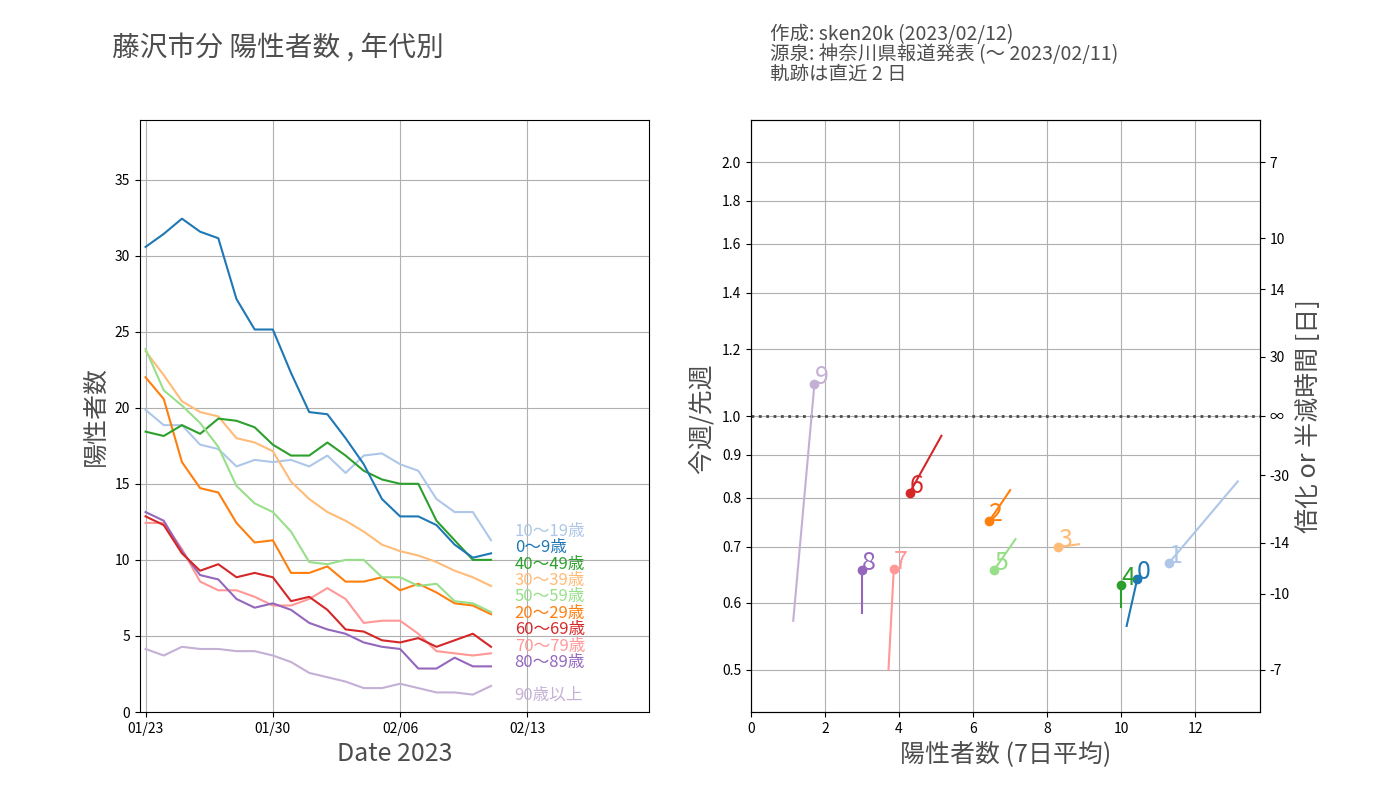 藤沢市分 陽性者数 , 年代別
作成: sken20k (2023/02/12)
源泉: 神奈川県報道発表 (～ 2023/02/11)
軌跡は直近 2 日
陽性者数
35
30
25
20
15
10
5
0
01/23
01/30
02/06
02/13
Date 2023
10～19歳
0～9歳
40～49歳
30～39歳
50～59歳
20～29歳
60～69歳
70～79歳
80～89歳
90歳以上
今週/先週
2.0
1.8
1.6
1.4
1.2
1.0
0.9
0.8
0.7
0.6
0.5
9
6
2
3
1
8
7
5
4
0
0
2
4
6
8
10
12
陽性者数 (7日平均)
7
10
14
30
∞
-30
-14
-10
-7
倍化 or 半減時間 [日]